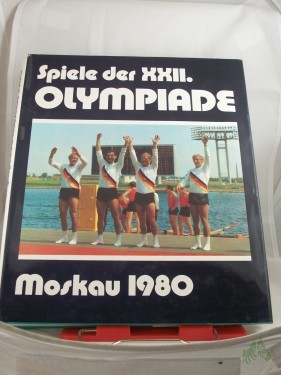 Spiele der XXII.
OLYMPIADE
Moskau 1980